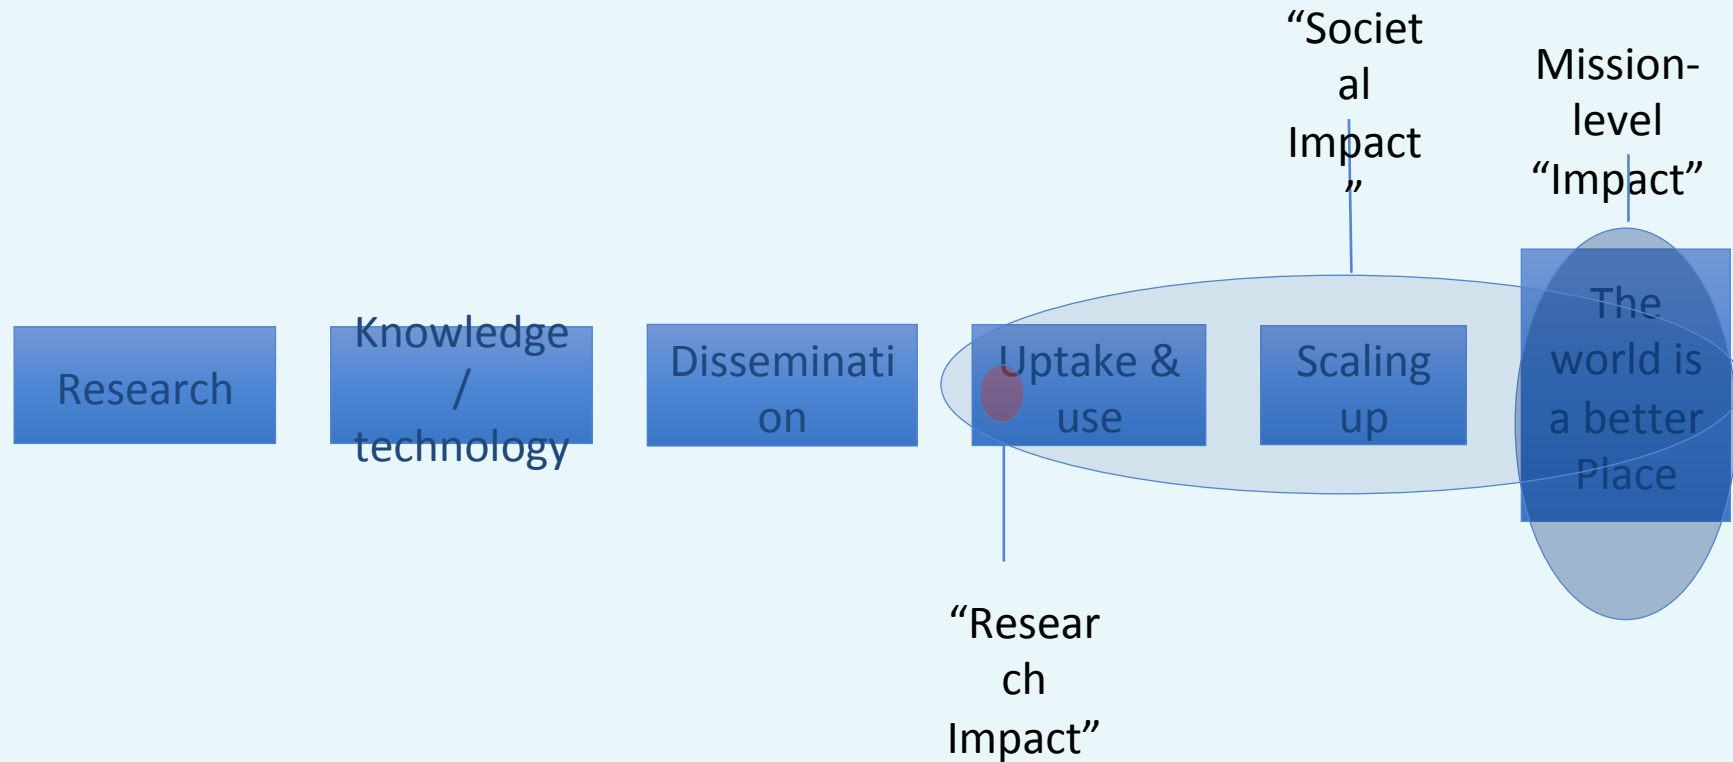 “Societ
al
Impact
”
Mission-
level
“Impact”
Research
Knowledge
/
technology
Disseminati
on
Uptake &
use
Scaling
up
The
world is
a better
Place
“Resear
ch
Impact”